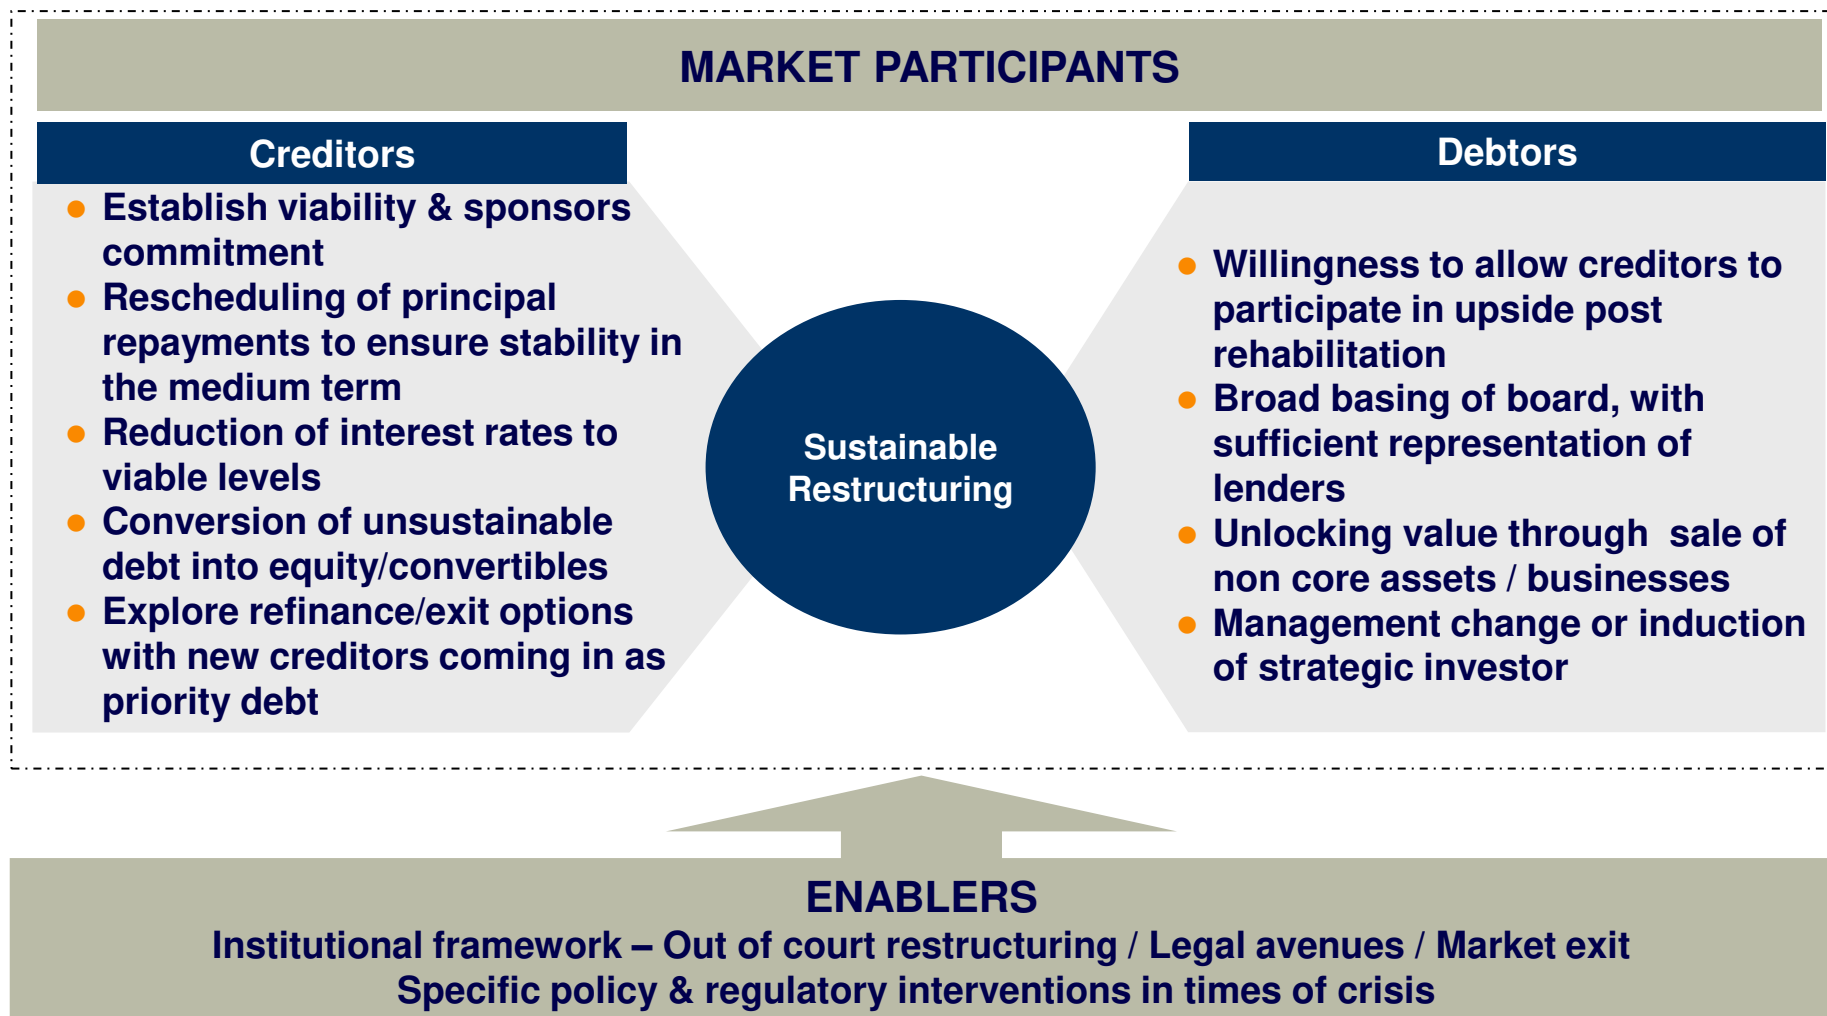 MARKET PARTICIPANTS
Creditors
Establish viability & sponsors
commitment
Rescheduling of principal
repayments to ensure stability in
the medium term
Reduction of interest rates to
viable levels
Conversion of unsustainable
debt into equity/convertibles
Explore refinance/exit options
with new creditors coming in as
priority debt
Sustainable
Restructuring
Debtors
Willingness to allow creditors to
participate in upside post
rehabilitation
Broad basing of board, with
sufficient representation of
lenders
Unlocking value through  sale of
non core assets / businesses
Management change or induction
of strategic investor
ENABLERS
Institutional framework – Out of court restructuring / Legal avenues / Market exit
Specific policy & regulatory interventions in times of crisis